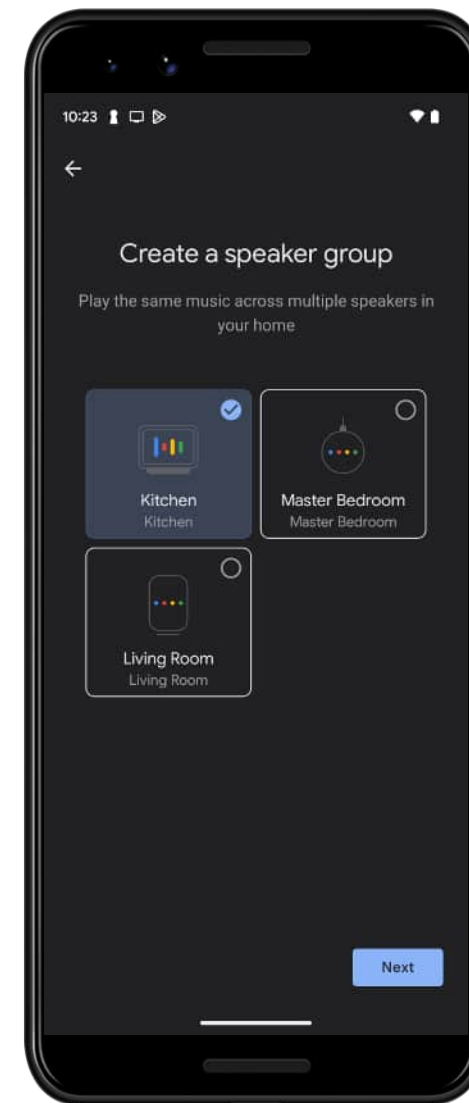 10:23
Create a speaker group
Play the same music across multiple speakers in
your home
Kitchen
Kitchen
Master Bedroom
Master Bedroom
Living Room
Living Room
Next